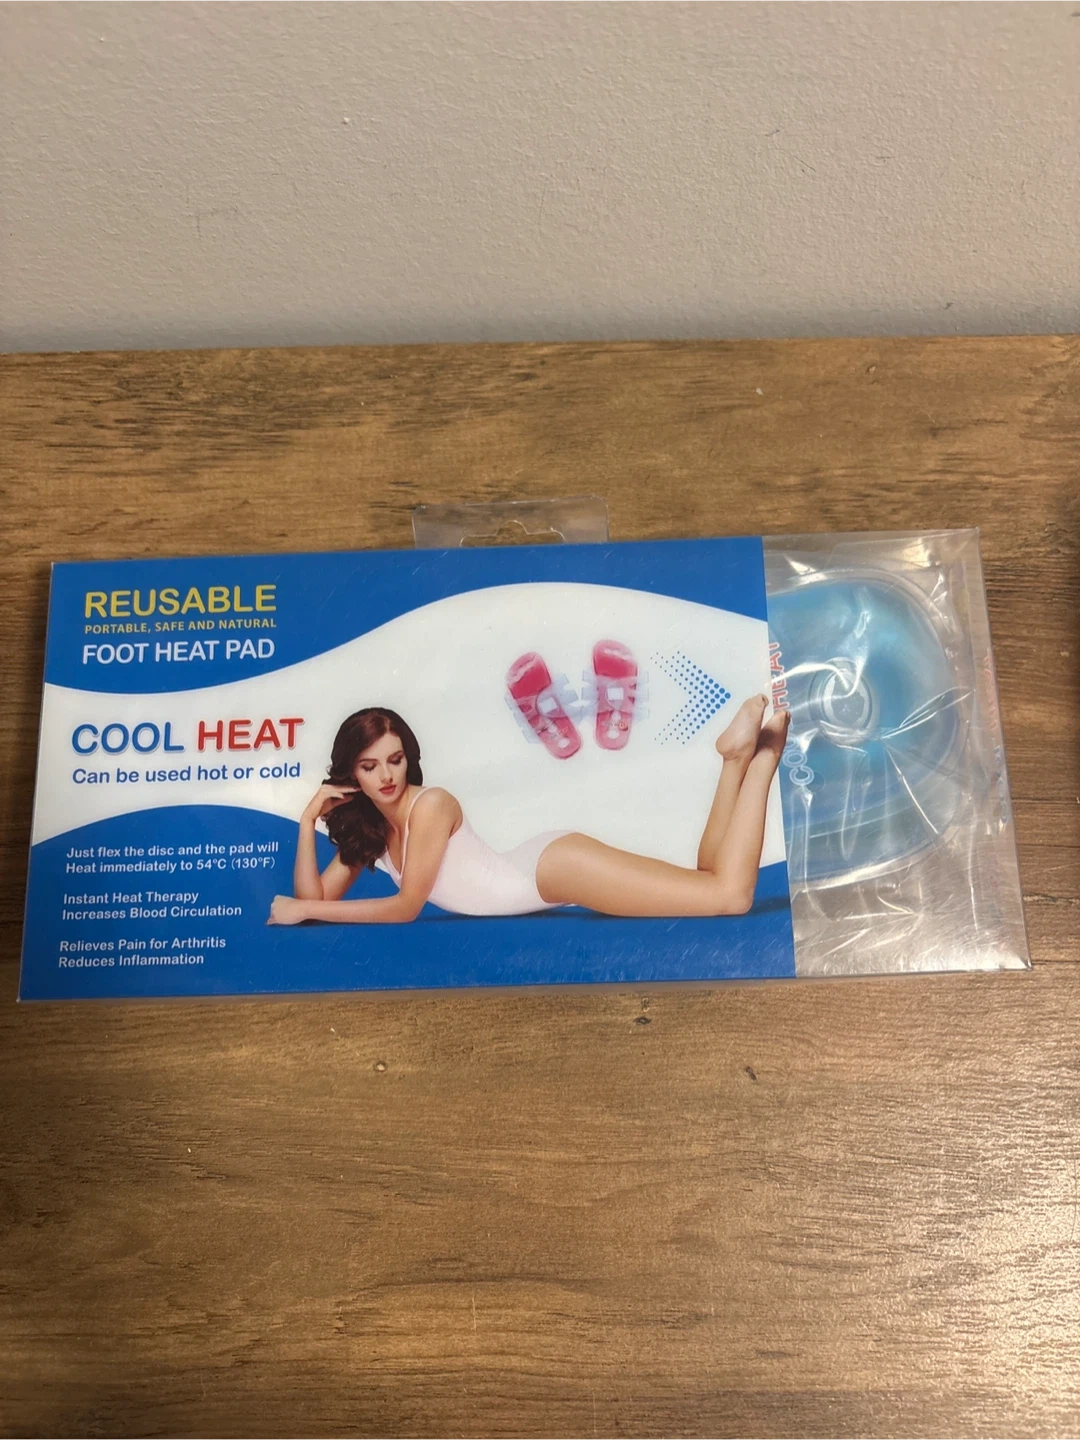 REUSABLE
PORTABLE, SAFE AND NATURAL
FOOT HEAT PAD
COOL HEAT
Can be used hot or cold
Just flex the disc and the pad will
Heat immediately to 54°C (130°F)
Instant Heat Therapy
Increases Blood Circulation
Relieves Pain for Arthritis
Reduces Inflammation
COOL HEAT